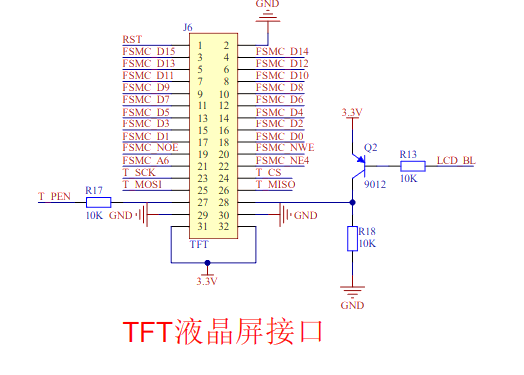 GND
J6
RST 1 2
FSMC_D15 3 4 FSMC_D14
FSMC_D13 5 6 FSMC_D12
FSMC_D11 7 8 FSMC_D10
FSMC_D9 9 10 FSMC_D8
FSMC_D7 11 12 FSMC_D6
FSMC_D5 13 14 FSMC_D4
FSMC_D3 15 16 FSMC_D2
FSMC_D1 17 18 FSMC_D0
FSMC_NOE 19 20 FSMC_NWE
FSMC_A6 21 22 FSMC_NE4
T_SCK 23 24 T_CS
T_MOSI 25 26 T_MISO
T_PEN R17 27 28
10K
GND 29 30 GND
31 32
TFT
3.3V
3.3V
Q2
9012
R13
10K
LCD_BL
R18
10K
GND
TFT液晶屏接口